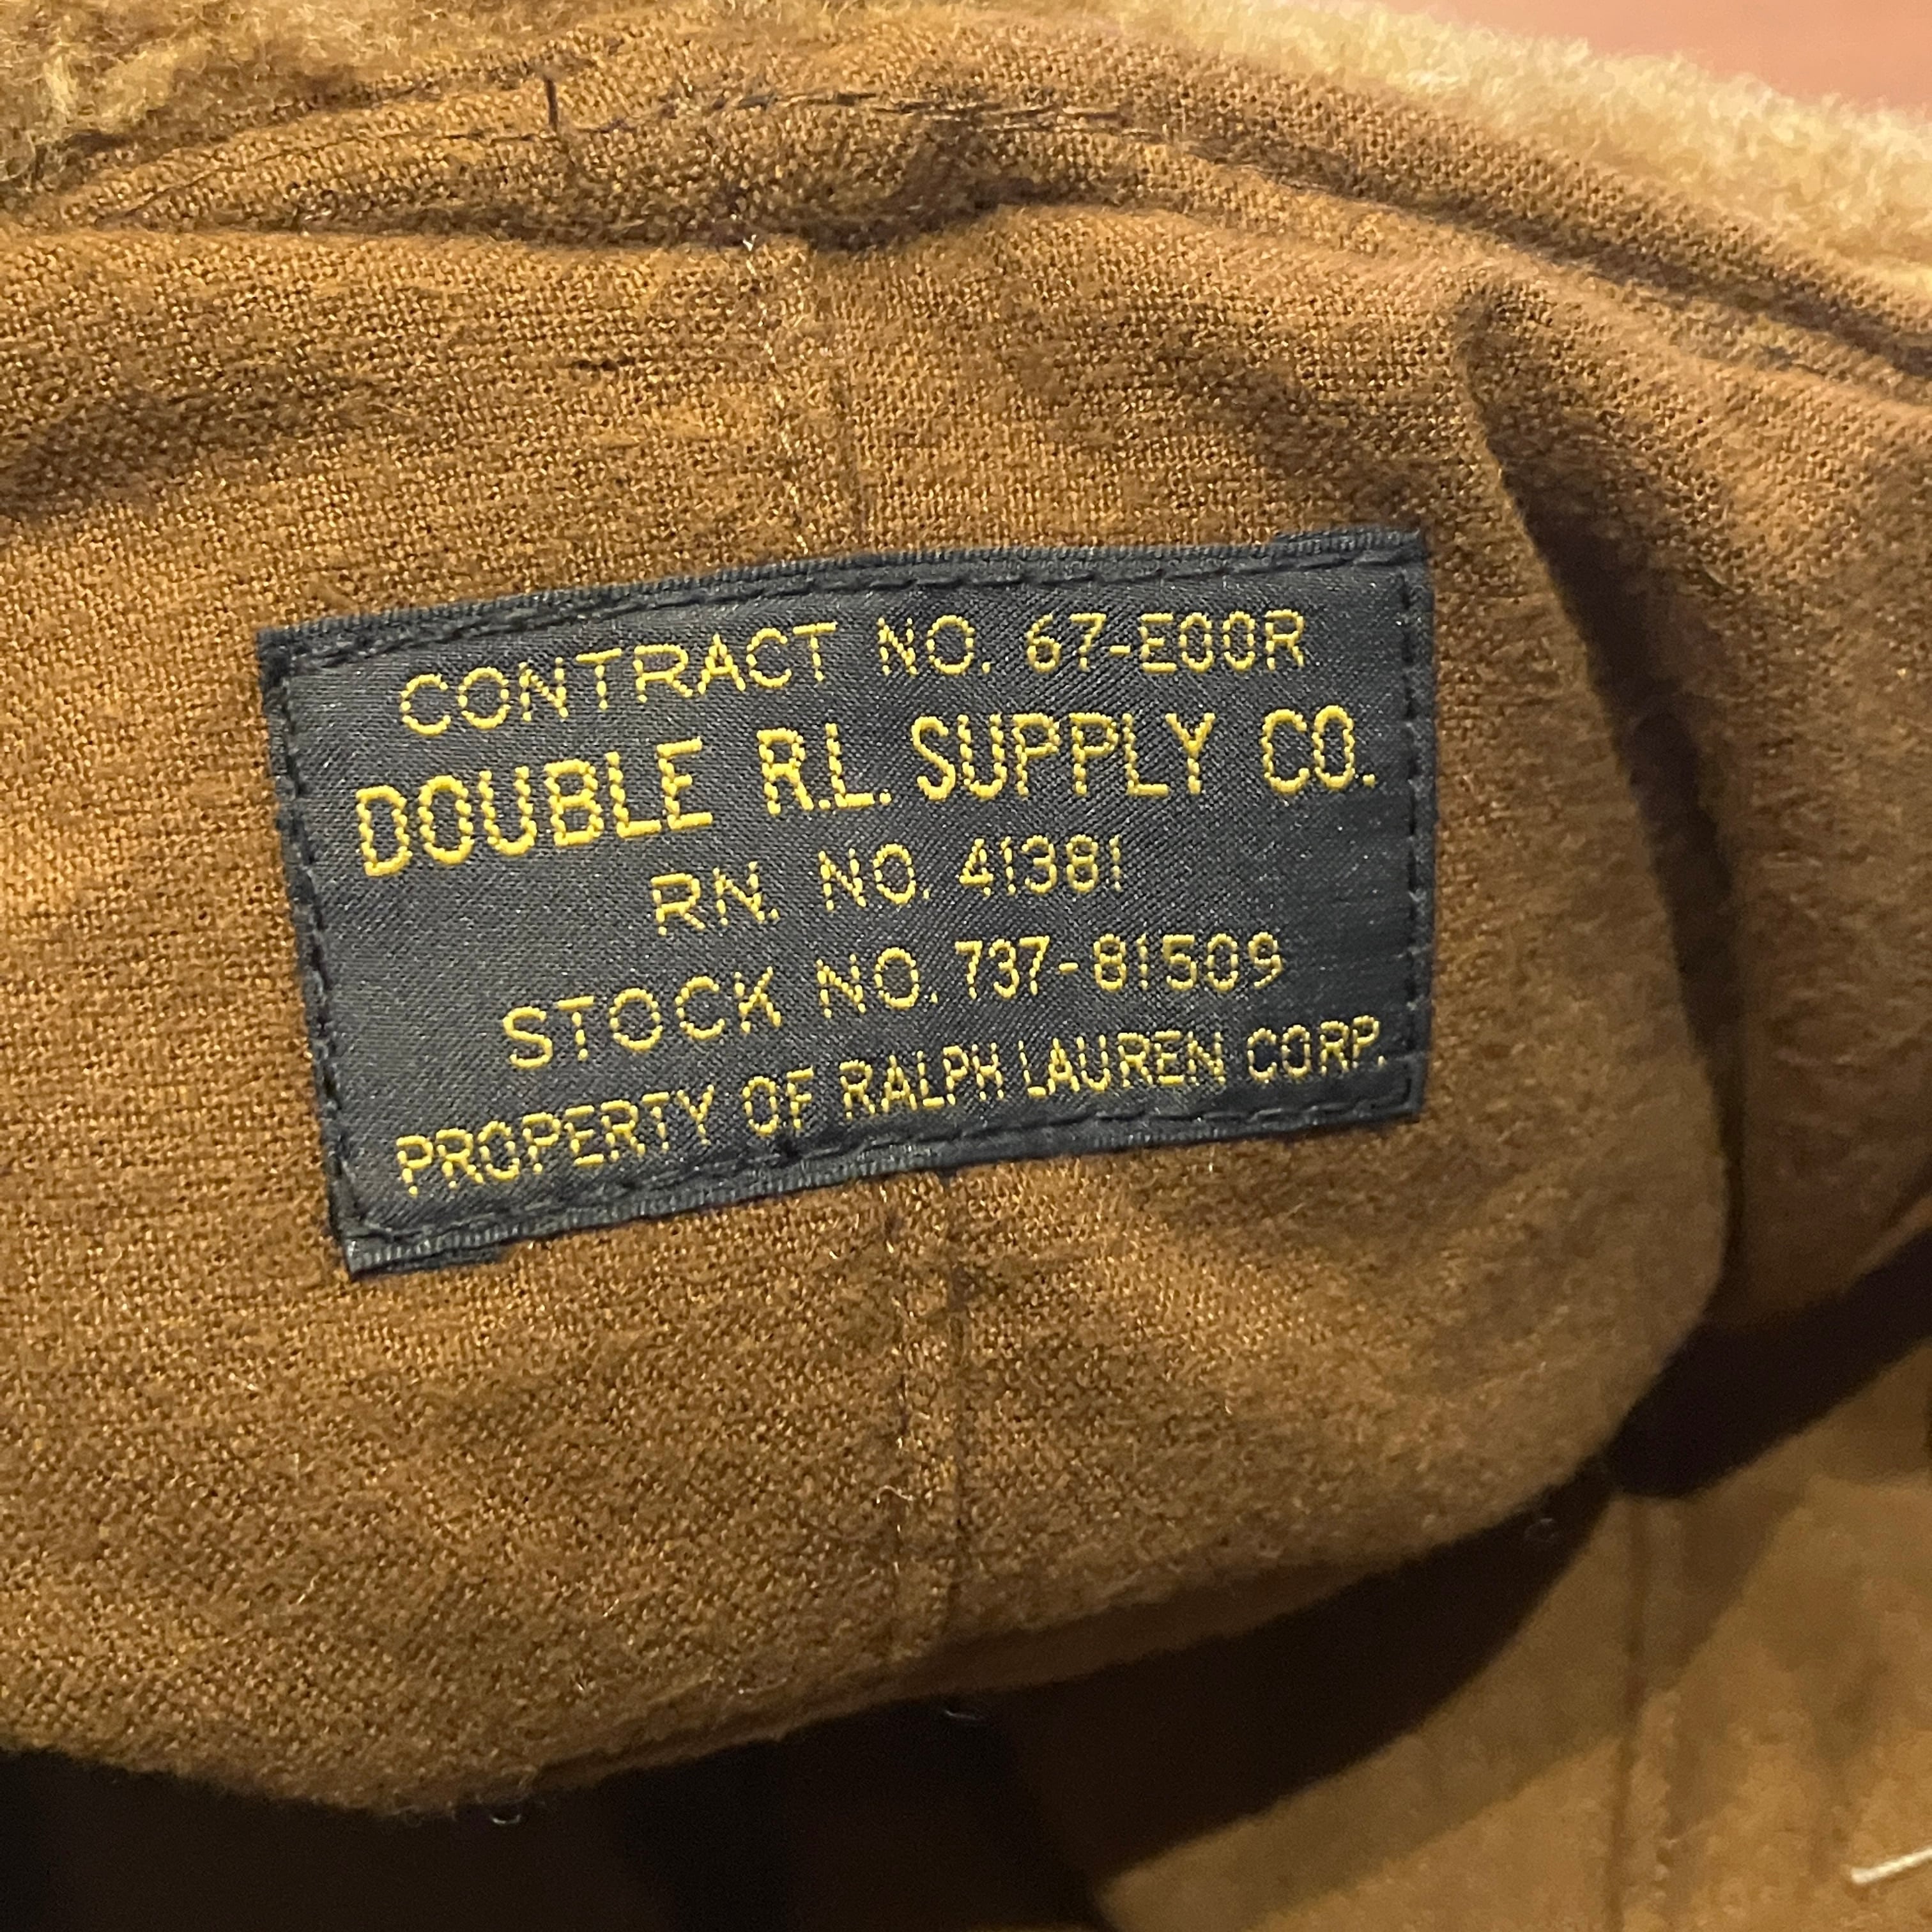 CONTRACT NO. 67-E00R
DOUBLE R.L. SUPPLY CO.
RN. NO. 41381
STOCK NO. 737-81509
PROPERTY OF RALPH LAUREN CORP.